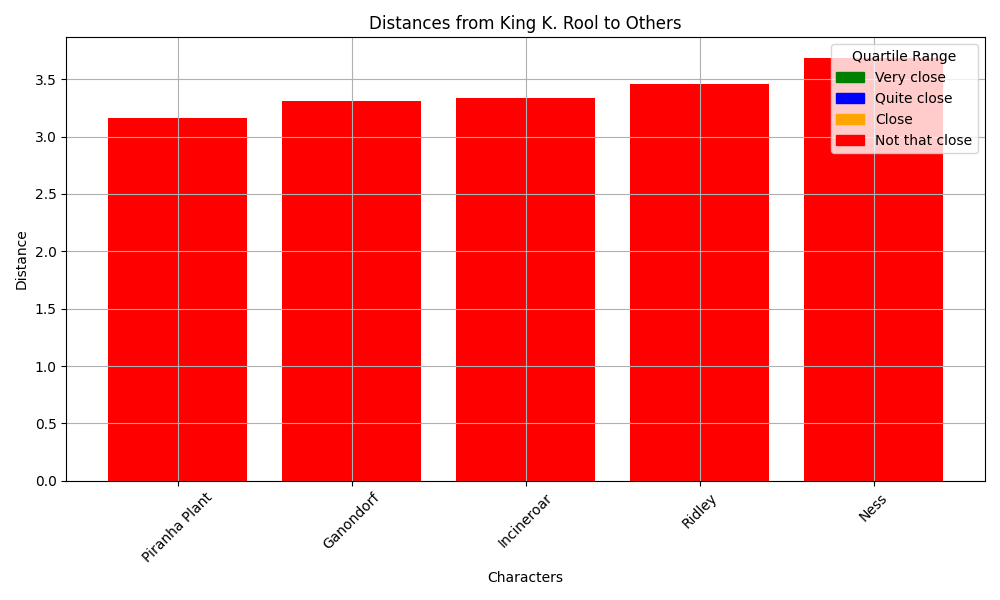 Distances from King K. Rool to Others
Quartile Range
Very close
Quite close
Close
Not that close
3.5
3.0
2.5
2.0
1.5
1.0
0.5
0.0
Distance
Piranha Plant
Ganondorf
Incineroar
Ridley
Ness
Characters